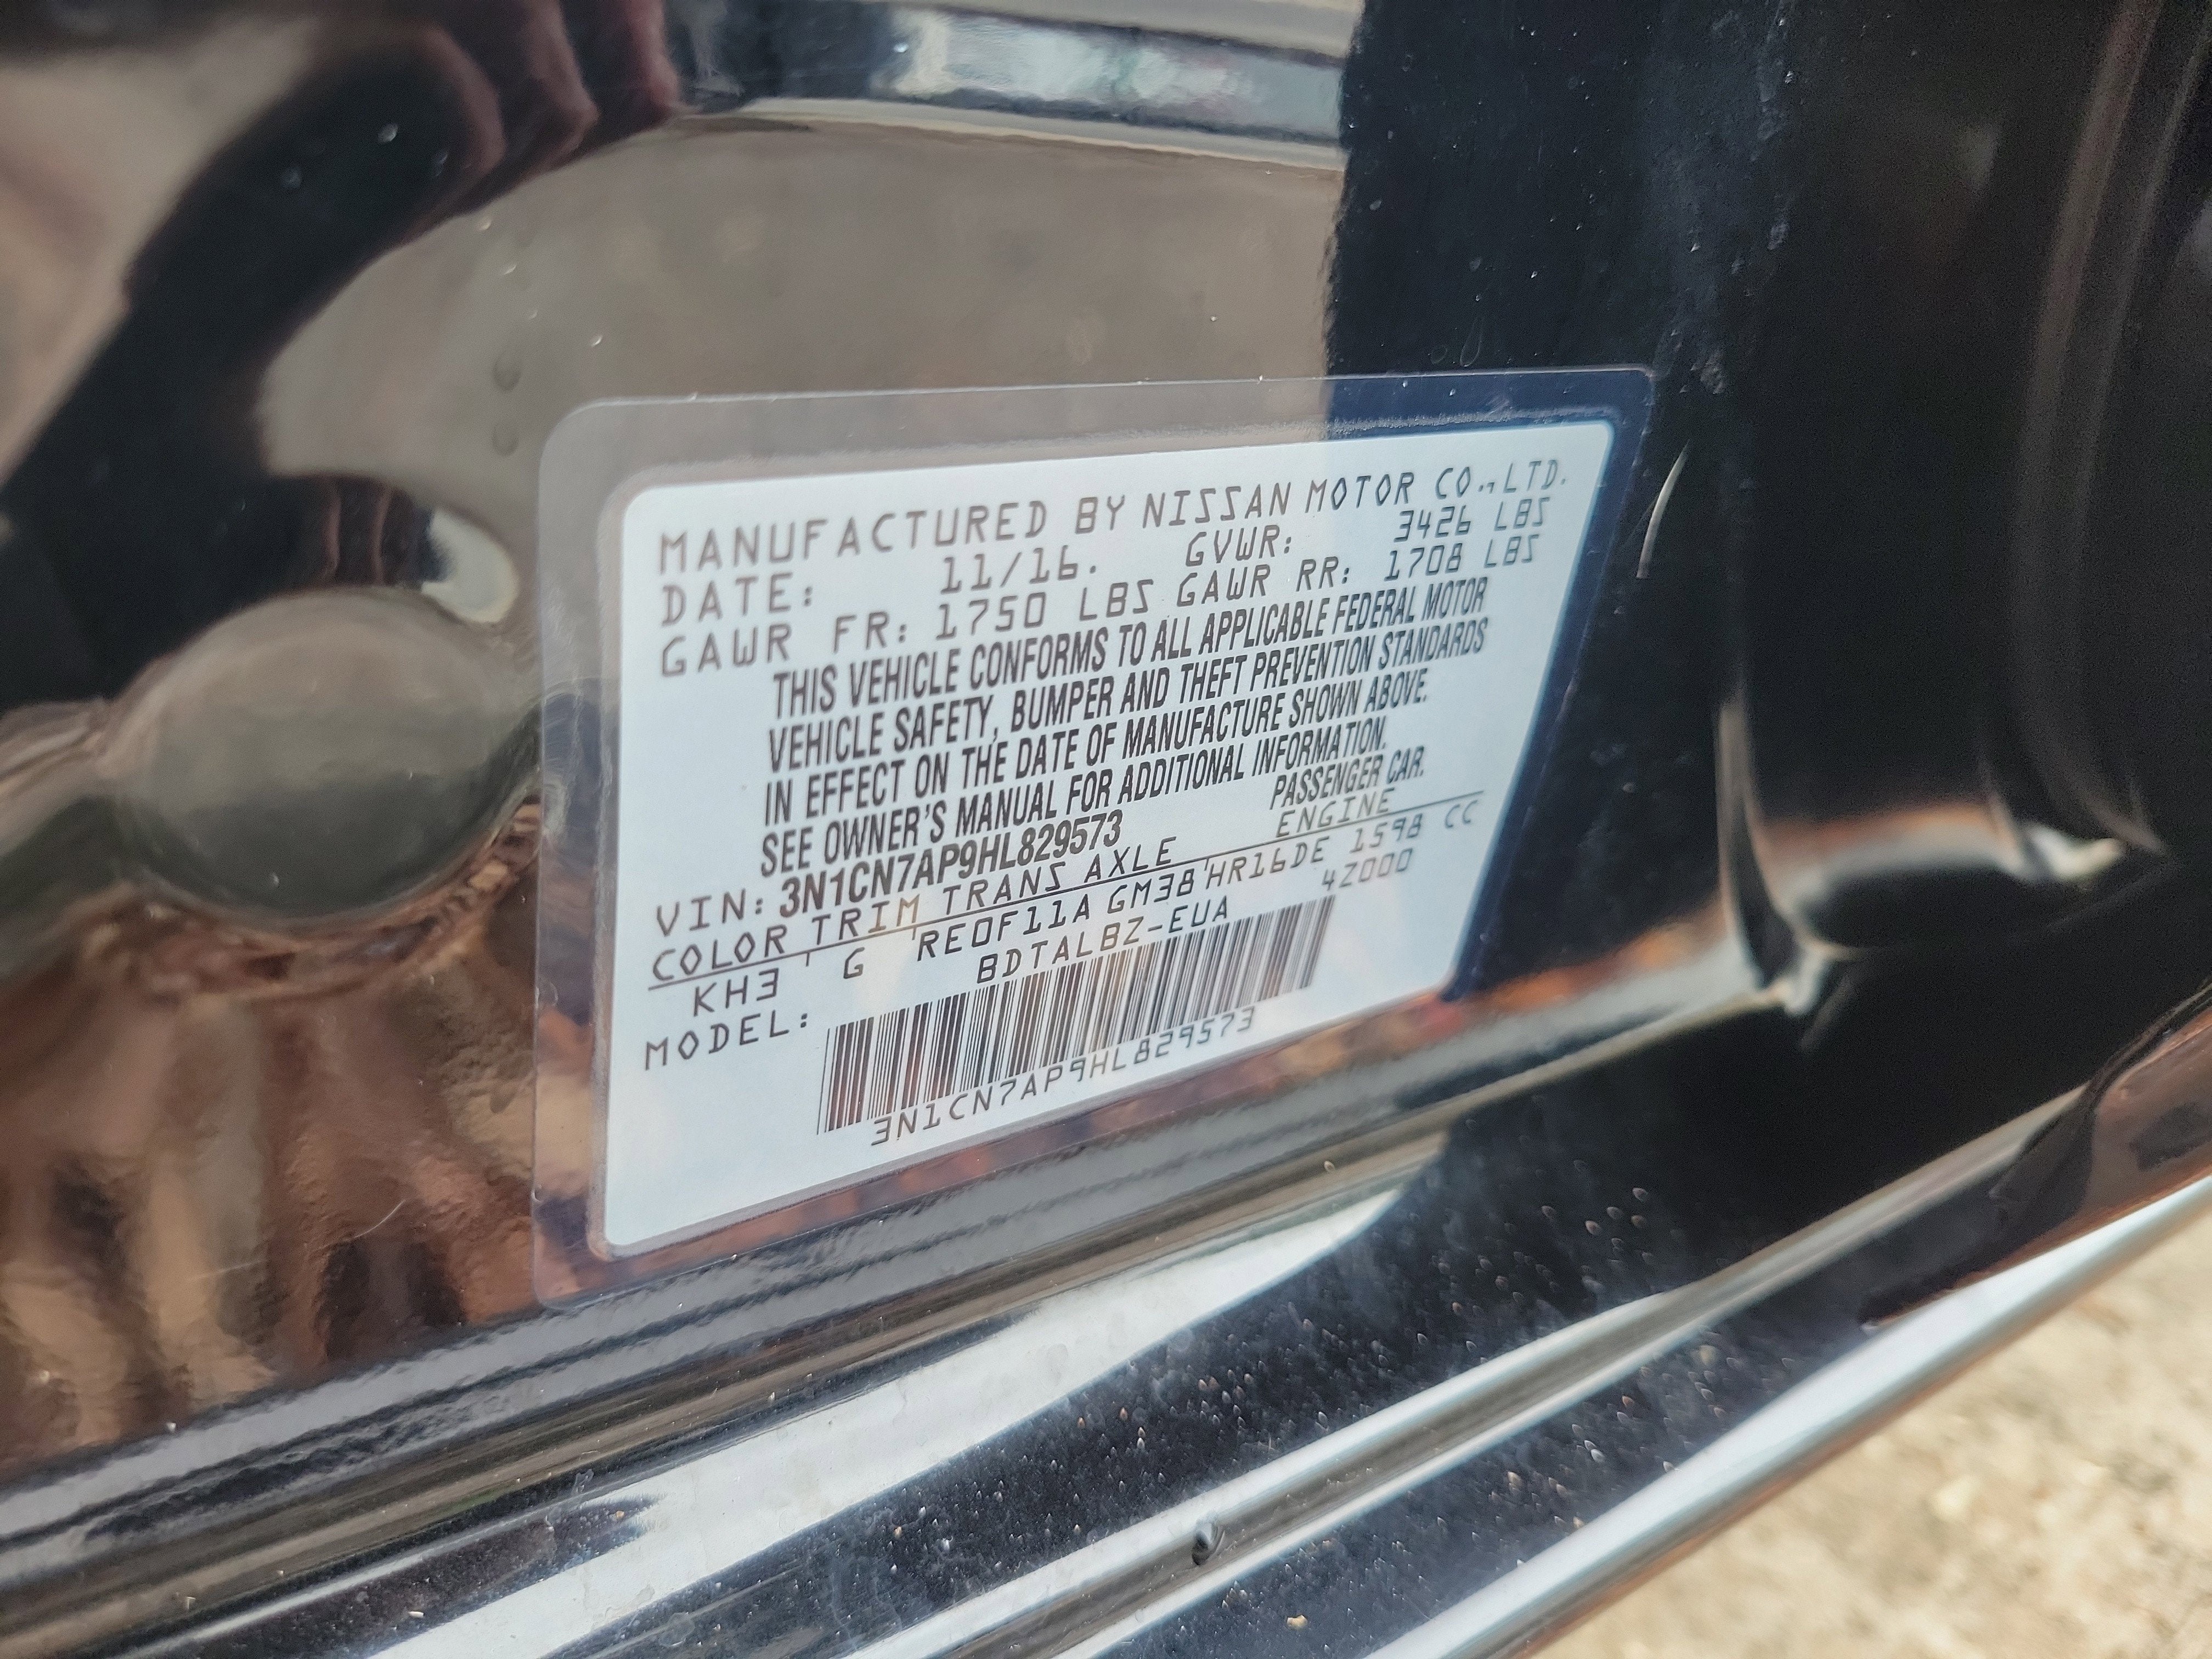 MANUFACTURED BY NISSAN MOTOR CO., LTD.
DATE: 11/16. GVWR: 3426 LBS
GAWR FR: 1750 LBS GAWR RR: 1708 LBS
THIS VEHICLE CONFORMS TO ALL APPLICABLE FEDERAL MOTOR
VEHICLE SAFETY, BUMPER AND THEFT PREVENTION STANDARDS
IN EFFECT ON THE DATE OF MANUFACTURE SHOWN ABOVE.
SEE OWNER'S MANUAL FOR ADDITIONAL INFORMATION.
VIN: 3N1CN7AP9HL829573 PASSENGER CAR.
COLOR TRIM TRANS AXLE ENGINE
KH3 G RE0F11A GM38 HR16DE 1598 CC
MODEL: BDTALBZ-EUA 4Z000
3N1CN7AP9HL829573